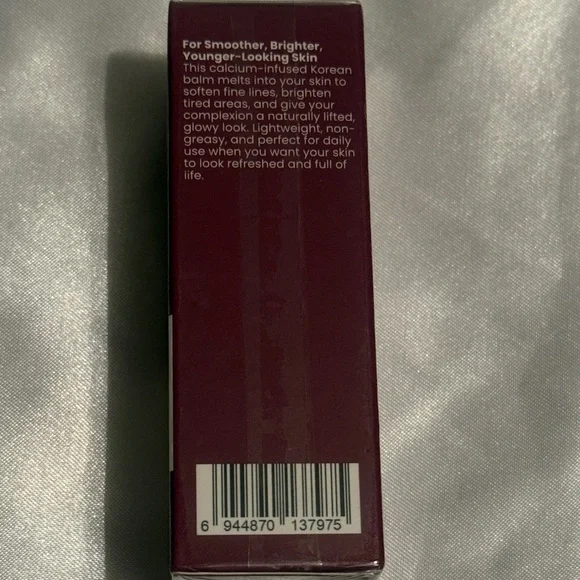 For Smoother, Brighter,
Younger-Looking Skin
This calcium-infused Korean
balm melts into your skin to
soften fine lines, brighten
tired areas, and give your
complexion a naturally lifted,
glowy look. Lightweight, non-
greasy, and perfect for daily
use when you want your skin
to look refreshed and full of
life.
6 944870 137975